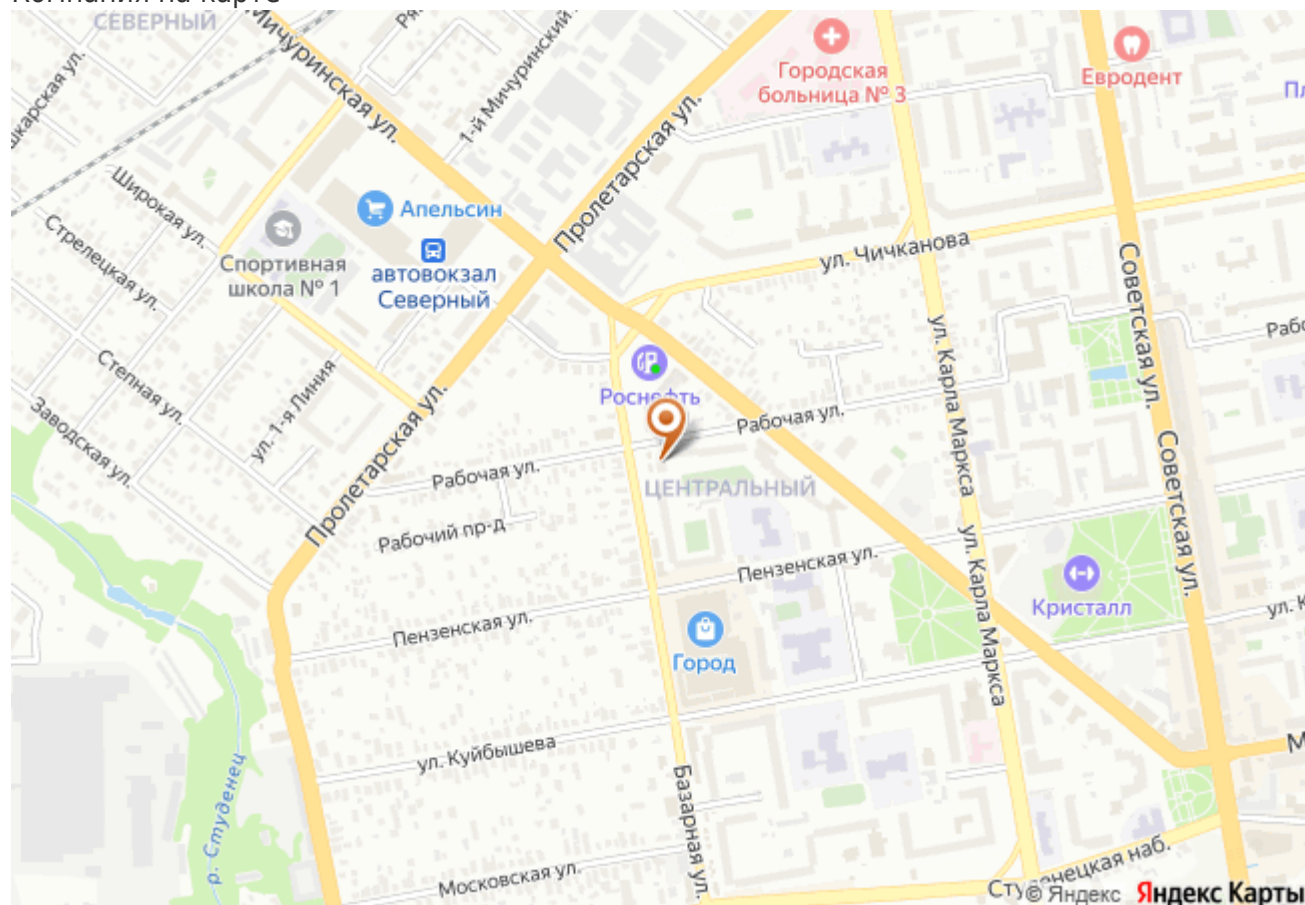 Компания на карте
СЕВЕРНЫЙ
Мичуринская ул.
1-й Мичуринский
Пролетарская ул.
Городская
больница № 3
Евродент
Широкая ул.
Стрелецкая ул.
Апельсин
Спортивная
школа № 1
автовокзал
Северный
ул. Чичканова
Советская ул.
Степная ул.
ул. 1-я Линия
Заводская ул.
Пролетарская ул.
Роснефть
Рабочая ул.
ул. Карла Маркса
Рабочая ул.
ЦЕНТРАЛЬНЫЙ
Советская ул.
Рабочий пр-д
Пензенская ул.
ул. Карла Маркса
Кристалл
Пензенская ул.
Город
ул. Куйбышева
Базарная ул.
р. Студенец
Московская ул.
© Яндекс Яндекс Карты